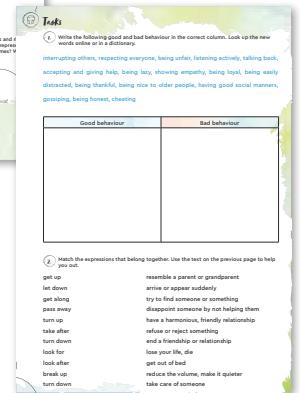 Tasks
1. Write the following good and bad behaviour in the correct column. Look up the new
words online or in a dictionary.
interrupting others, respecting everyone, being unfair, listening actively, talking back,
accepting and giving help, being lazy, showing empathy, being loyal, being easily
distracted, being thankful, being nice to older people, having good social manners,
gossiping, being honest, cheating
Good behaviour Bad behaviour
2. Match the expressions that belong together. Use the text on the previous page to help
you out.
get up resemble a parent or grandparent
let down arrive or appear suddenly
get along try to find someone or something
pass away disappoint someone by not helping them
turn up have a harmonious, friendly relationship
take after refuse or reject something
turn down end a friendship or relationship
look for lose your life, die
look after get out of bed
break up reduce the volume, make it quieter
turn down take care of someone